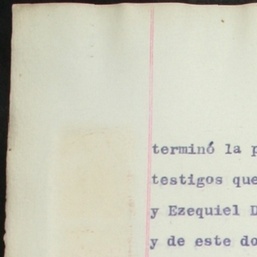 terminó la
testigos que
y Ezequiel
y de este